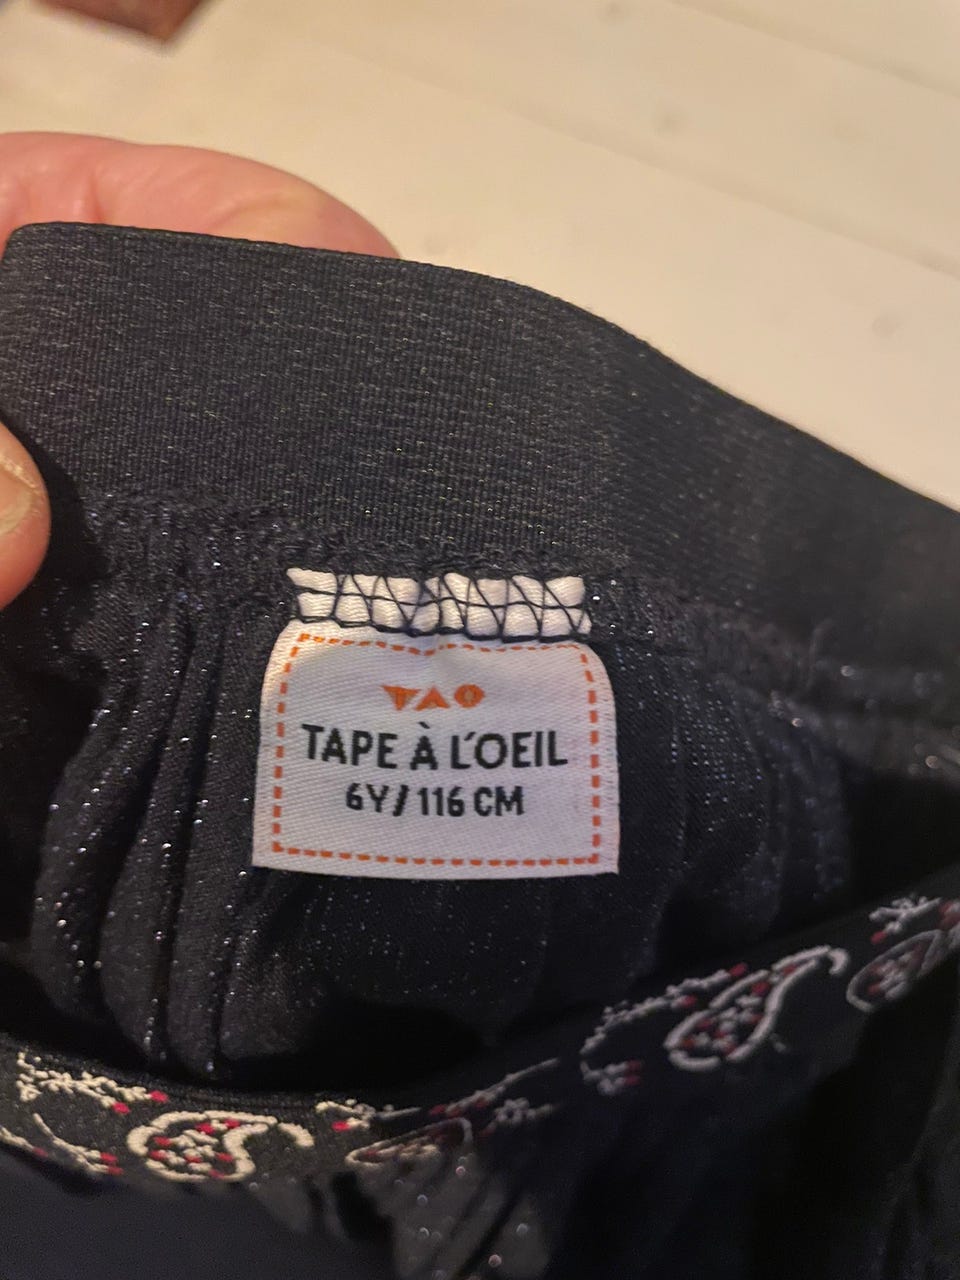 TAO
TAPE À L'OEIL
6Y/ 116 CM